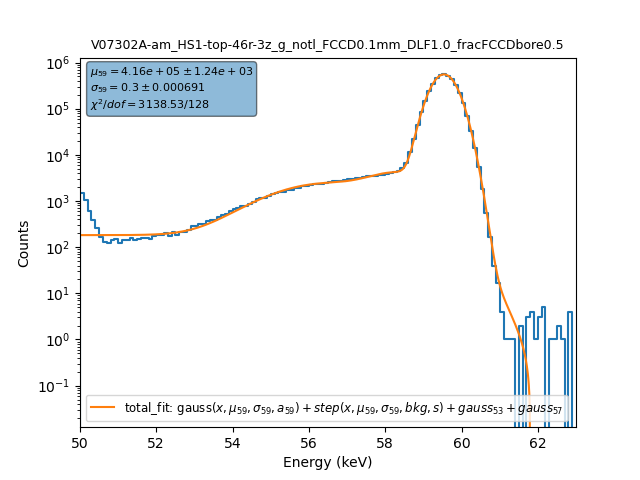 V07302A-am_HS1-top-46r-3z_g_notl_FCCD0.1mm_DLF1.0_fracFCCDbore0.5
μ₅₉ = 4.16e + 05 ± 1.24e + 03
σ₅₉ = 0.3 ± 0.000691
χ²/dof = 3138.53/128
10⁶
10⁵
10⁴
10³
10²
10¹
10⁰
10⁻¹
Counts
total_fit: gauss(x, μ₅₉, σ₅₉, a₅₉) + step(x, μ₅₉, σ₅₉, bkg, s) + gauss₅₃ + gauss₅₇
50 52 54 56 58 60 62
Energy (keV)